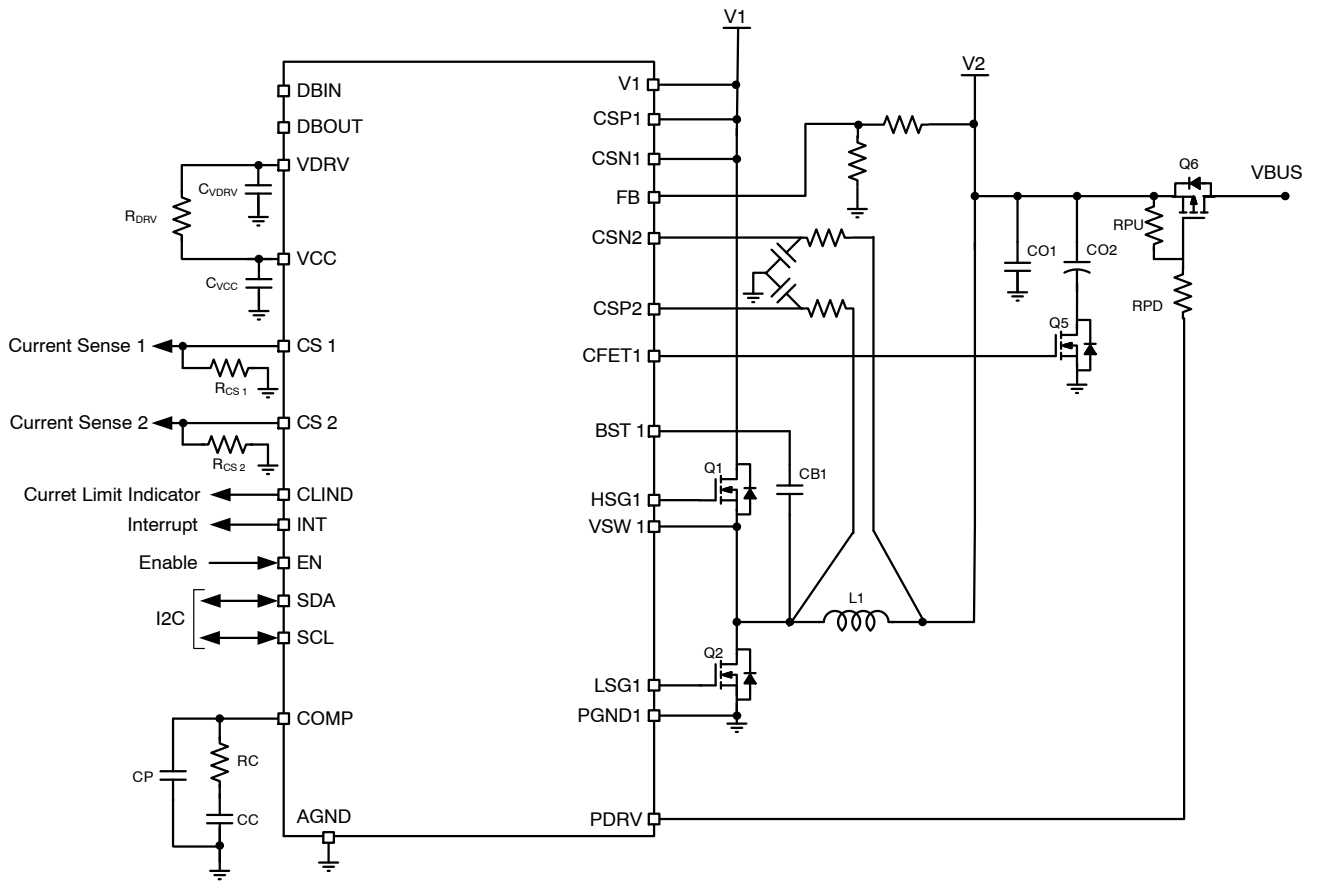 V1
V2
DBIN
DBOUT
VDRV
CVDRV
RDRV
VCC
CVCC
Current Sense 1
CS 1
RCS 1
Current Sense 2
CS 2
RCS 2
Curret Limit Indicator
CLIND
Interrupt
INT
Enable
EN
I2C
SDA
SCL
COMP
CP
RC
CC
AGND
V1
CSP1
CSN1
FB
CSN2
CSP2
CFET1
BST 1
HSG1
VSW 1
LSG1
PGND1
PDRV
Q1
CB1
Q2
L1
CO1
CO2
Q5
RPU
RPD
Q6
VBUS